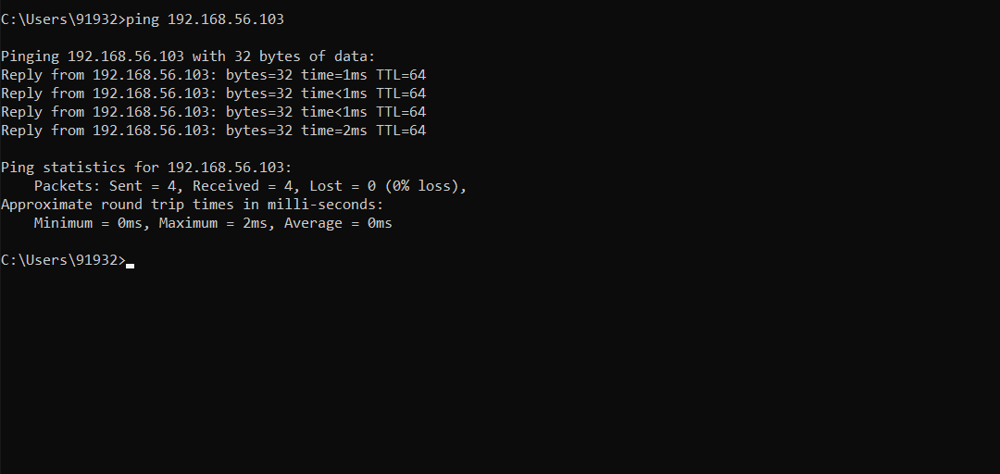 C:\Users\91932>ping 192.168.56.103
Pinging 192.168.56.103 with 32 bytes of data:
Reply from 192.168.56.103: bytes=32 time=1ms TTL=64
Reply from 192.168.56.103: bytes=32 time<1ms TTL=64
Reply from 192.168.56.103: bytes=32 time<1ms TTL=64
Reply from 192.168.56.103: bytes=32 time=2ms TTL=64
Ping statistics for 192.168.56.103:
    Packets: Sent = 4, Received = 4, Lost = 0 (0% loss),
Approximate round trip times in milli-seconds:
    Minimum = 0ms, Maximum = 2ms, Average = 0ms
C:\Users\91932>